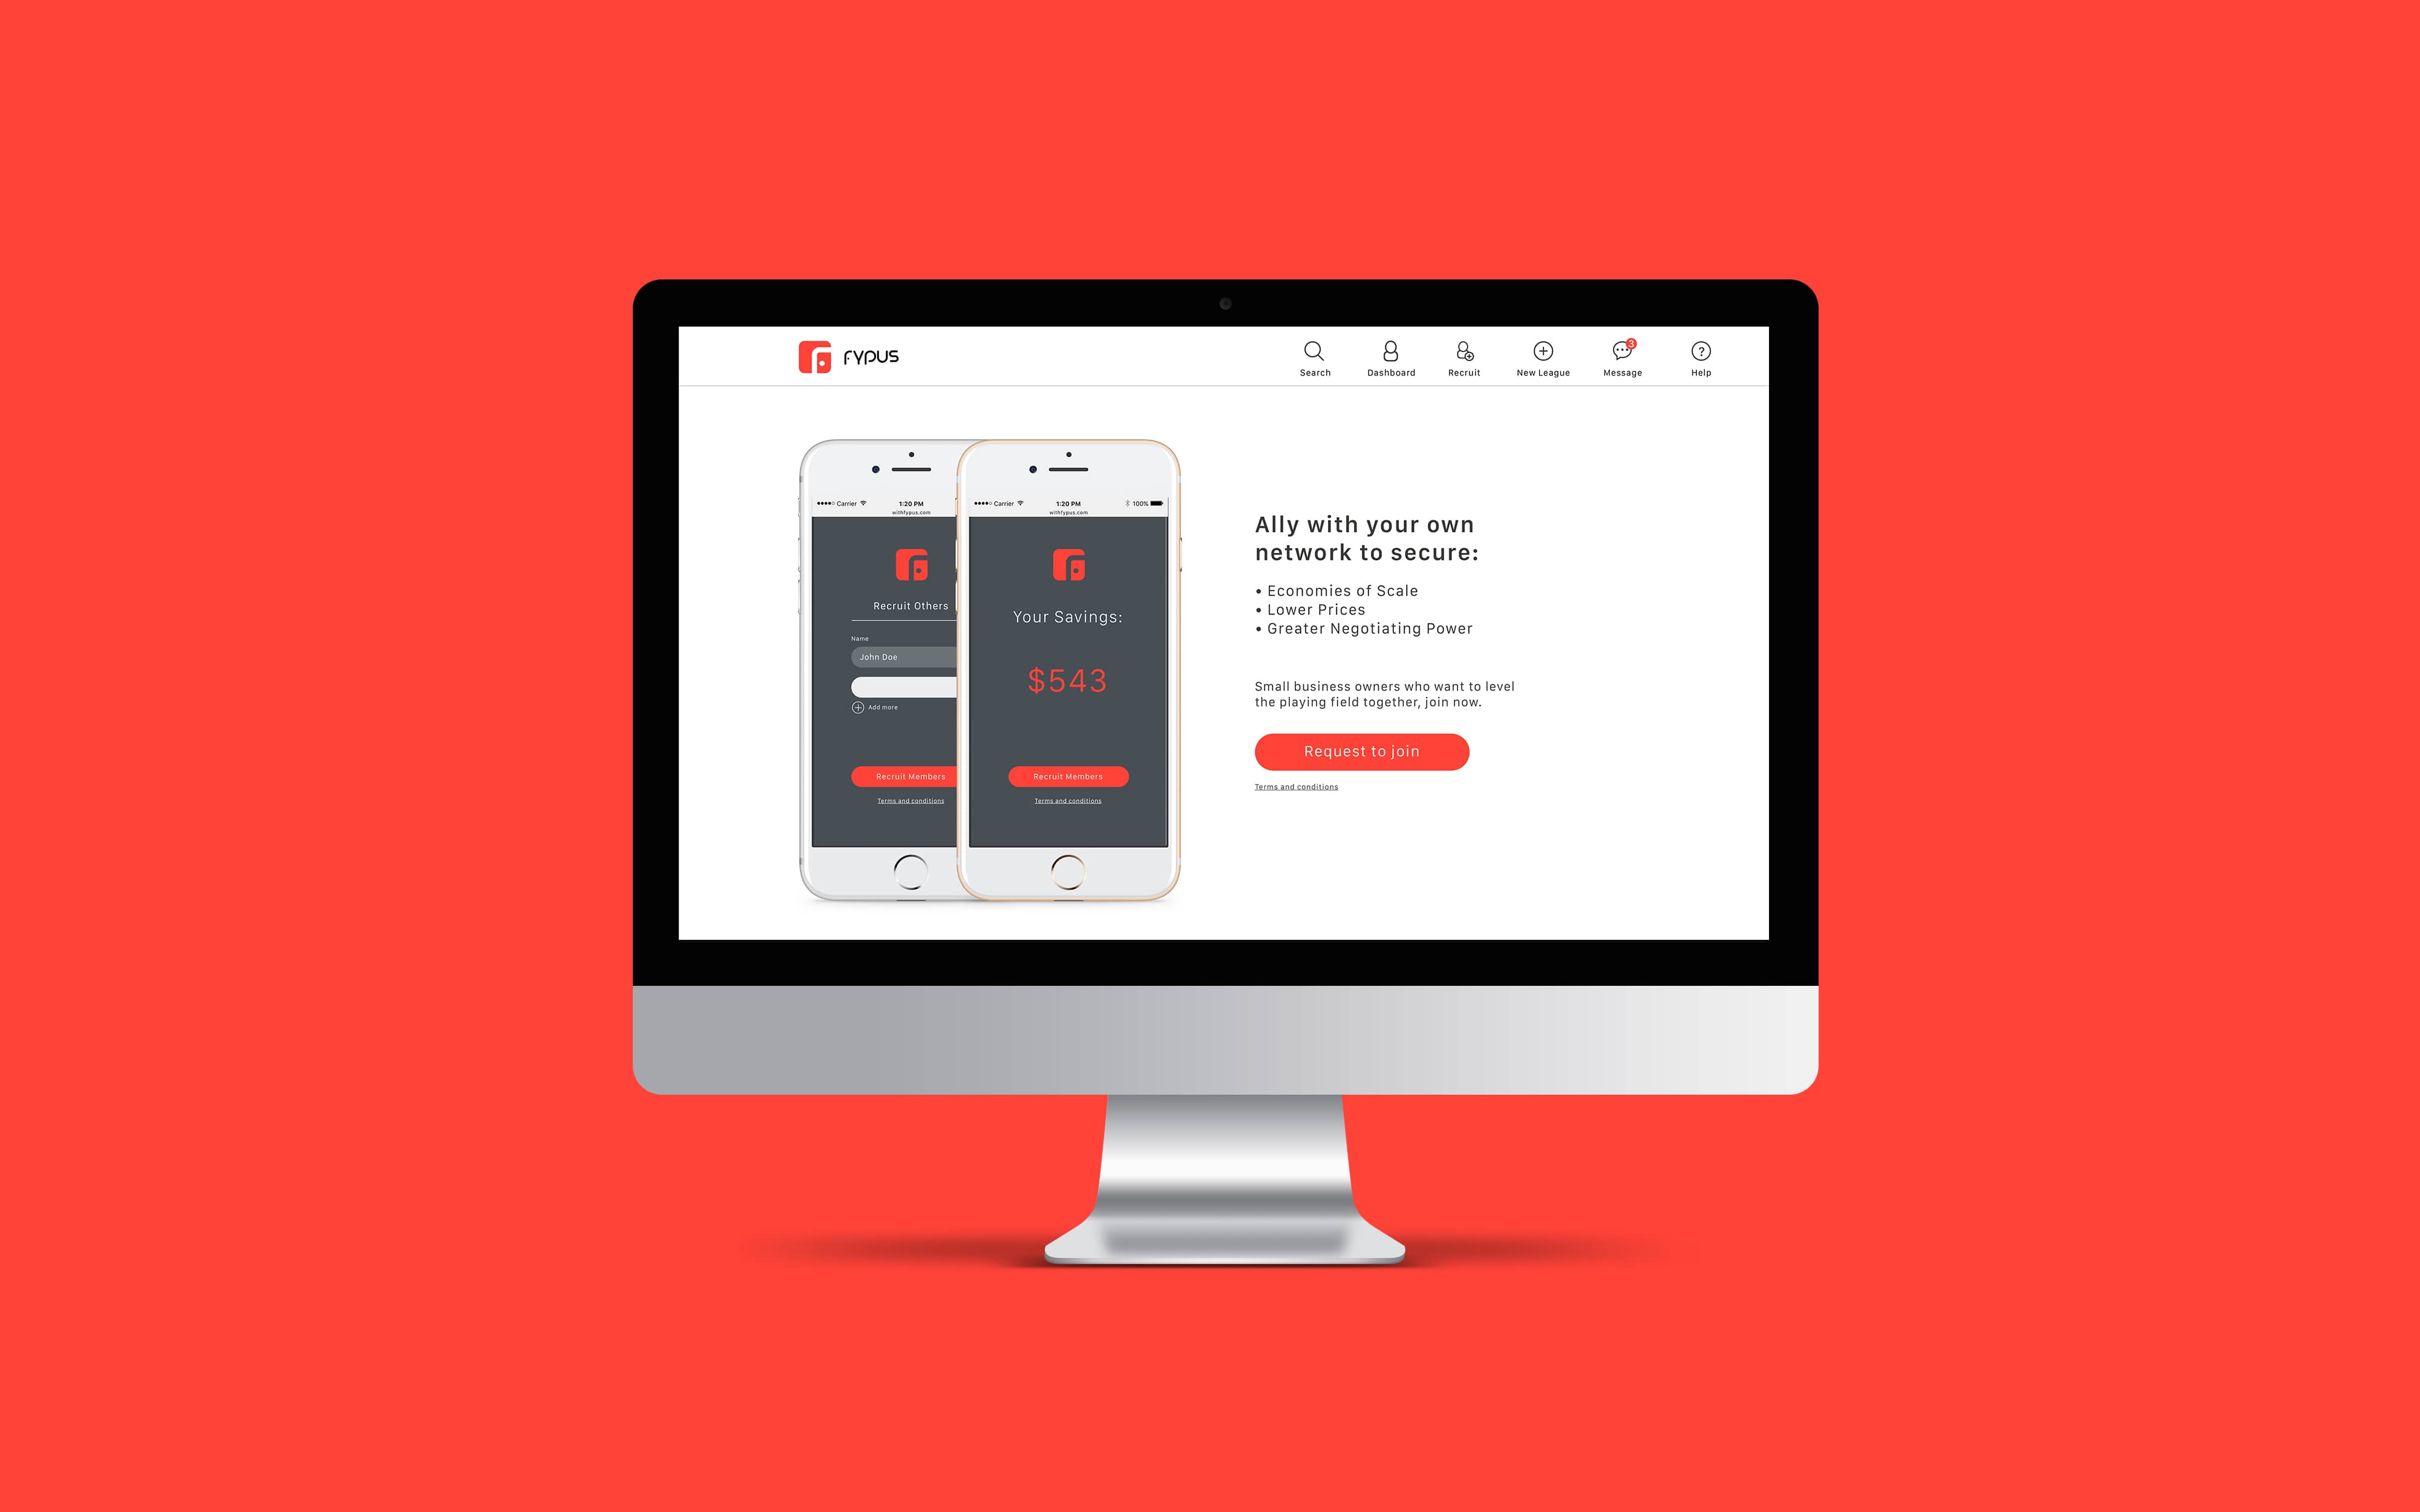 FYPUS
Search
Dashboard
Recruit
New League
3
Message
?
Help
Carrier
1:20 PM
withfypus.com
Recruit Others
Name
John Doe
Add more
Recruit Members
Terms and conditions
Carrier
1:20 PM
100%
withfypus.com
Your Savings:
$543
Recruit Members
Terms and conditions
Ally with your own
network to secure:
• Economies of Scale
• Lower Prices
• Greater Negotiating Power
Small business owners who want to level
the playing field together, join now.
Request to join
Terms and conditions